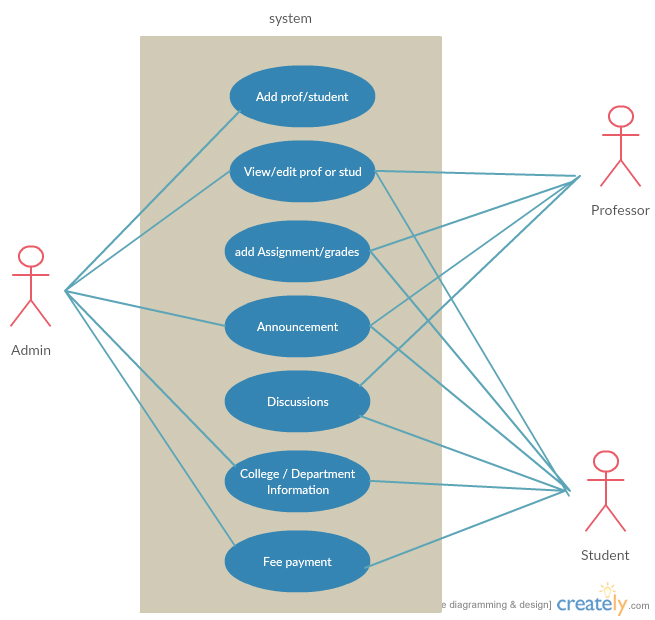 system
Add prof/student
View/edit prof or stud
add Assignment/grades
Announcement
Discussions
College / Department
Information
Fee payment
Admin
Professor
Student
e diagramming & design]
creately.com